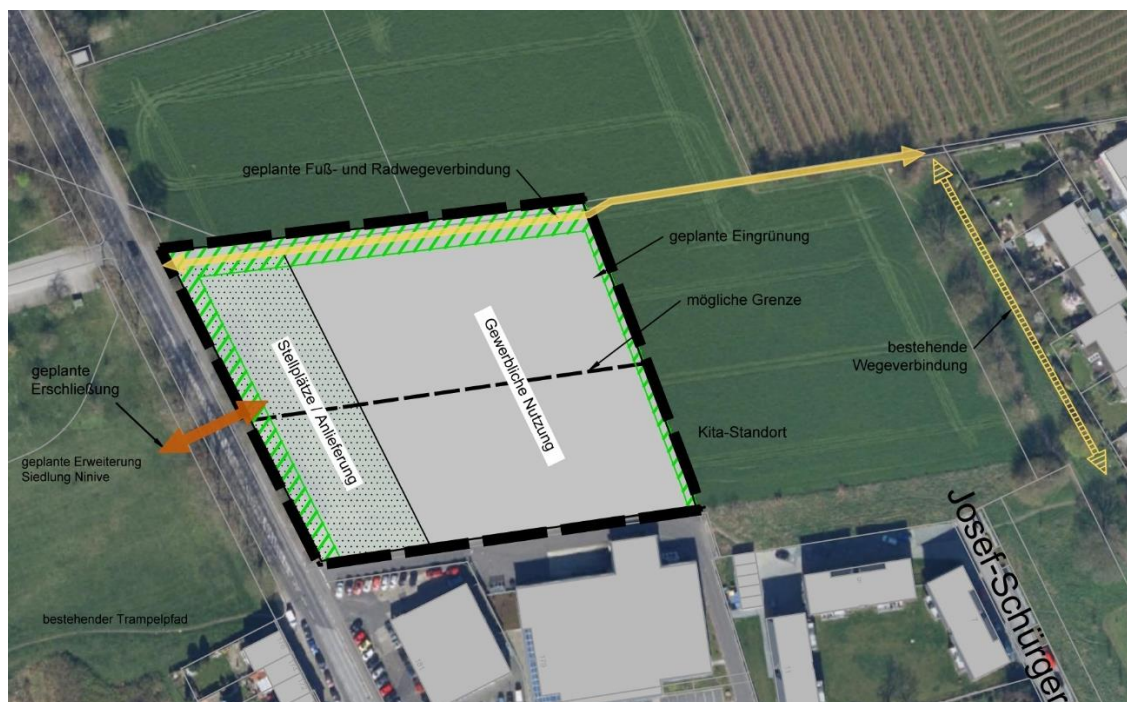 geplante Fuß- und Radwegeverbindung
geplante Eingrünung
mögliche Grenze
bestehende
Wegeverbindung
geplante
Erschließung
Stellplätze / Anlieferung
Gewerbliche Nutzung
Kita-Standort
geplante Erweiterung
Siedlung Ninive
bestehender Trampelpfad
Josef-Schürger